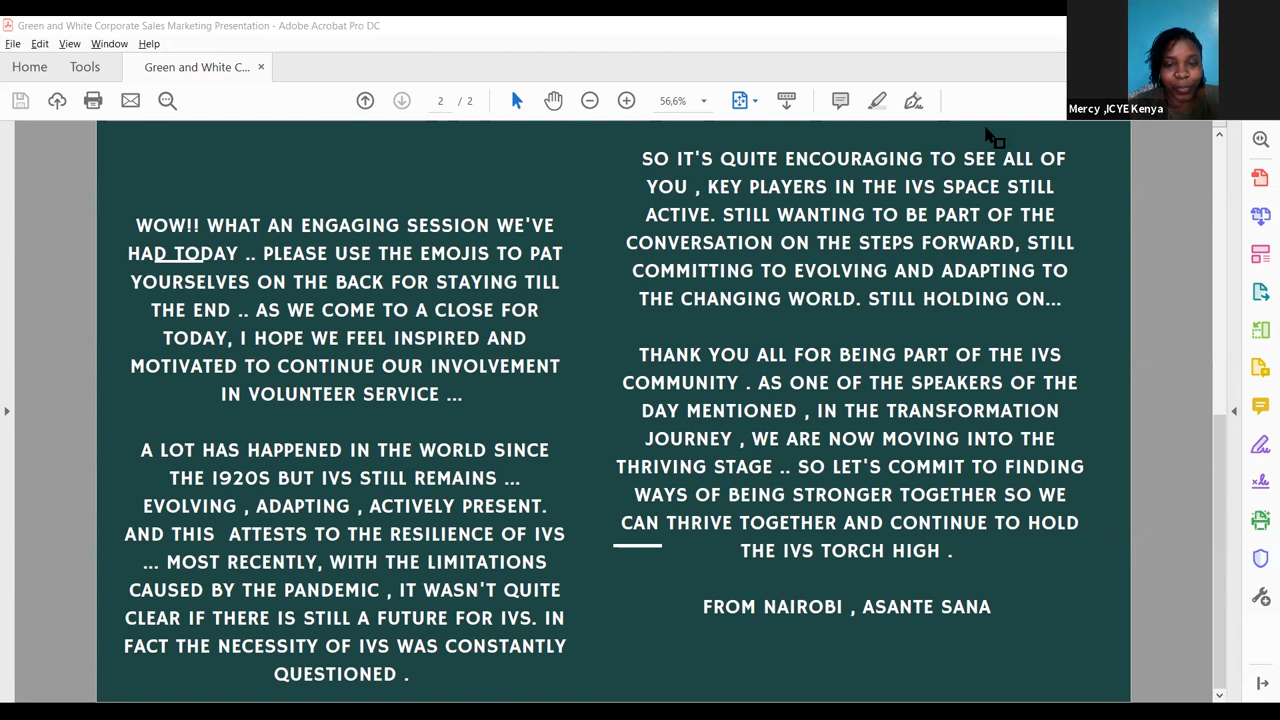 Green and White Corporate Sales Marketing Presentation - Adobe Acrobat Pro DC
File Edit View Window Help
Home Tools Green and White C... ×
2 / 2 56,6%
Mercy ,ICYE Kenya
WOW!! WHAT AN ENGAGING SESSION WE'VE
HAD TODAY .. PLEASE USE THE EMOJIS TO PAT
YOURSELVES ON THE BACK FOR STAYING TILL
THE END .. AS WE COME TO A CLOSE FOR
TODAY, I HOPE WE FEEL INSPIRED AND
MOTIVATED TO CONTINUE OUR INVOLVEMENT
IN VOLUNTEER SERVICE ...
A LOT HAS HAPPENED IN THE WORLD SINCE
THE 1920S BUT IVS STILL REMAINS ...
EVOLVING , ADAPTING , ACTIVELY PRESENT.
AND THIS ATTESTS TO THE RESILIENCE OF IVS
... MOST RECENTLY, WITH THE LIMITATIONS
CAUSED BY THE PANDEMIC , IT WASN'T QUITE
CLEAR IF THERE IS STILL A FUTURE FOR IVS. IN
FACT THE NECESSITY OF IVS WAS CONSTANTLY
QUESTIONED .
SO IT'S QUITE ENCOURAGING TO SEE ALL OF
YOU , KEY PLAYERS IN THE IVS SPACE STILL
ACTIVE. STILL WANTING TO BE PART OF THE
CONVERSATION ON THE STEPS FORWARD, STILL
COMMITTING TO EVOLVING AND ADAPTING TO
THE CHANGING WORLD. STILL HOLDING ON...
THANK YOU ALL FOR BEING PART OF THE IVS
COMMUNITY . AS ONE OF THE SPEAKERS OF THE
DAY MENTIONED , IN THE TRANSFORMATION
JOURNEY , WE ARE NOW MOVING INTO THE
THRIVING STAGE .. SO LET'S COMMIT TO FINDING
WAYS OF BEING STRONGER TOGETHER SO WE
CAN THRIVE TOGETHER AND CONTINUE TO HOLD
THE IVS TORCH HIGH .
FROM NAIROBI , ASANTE SANA